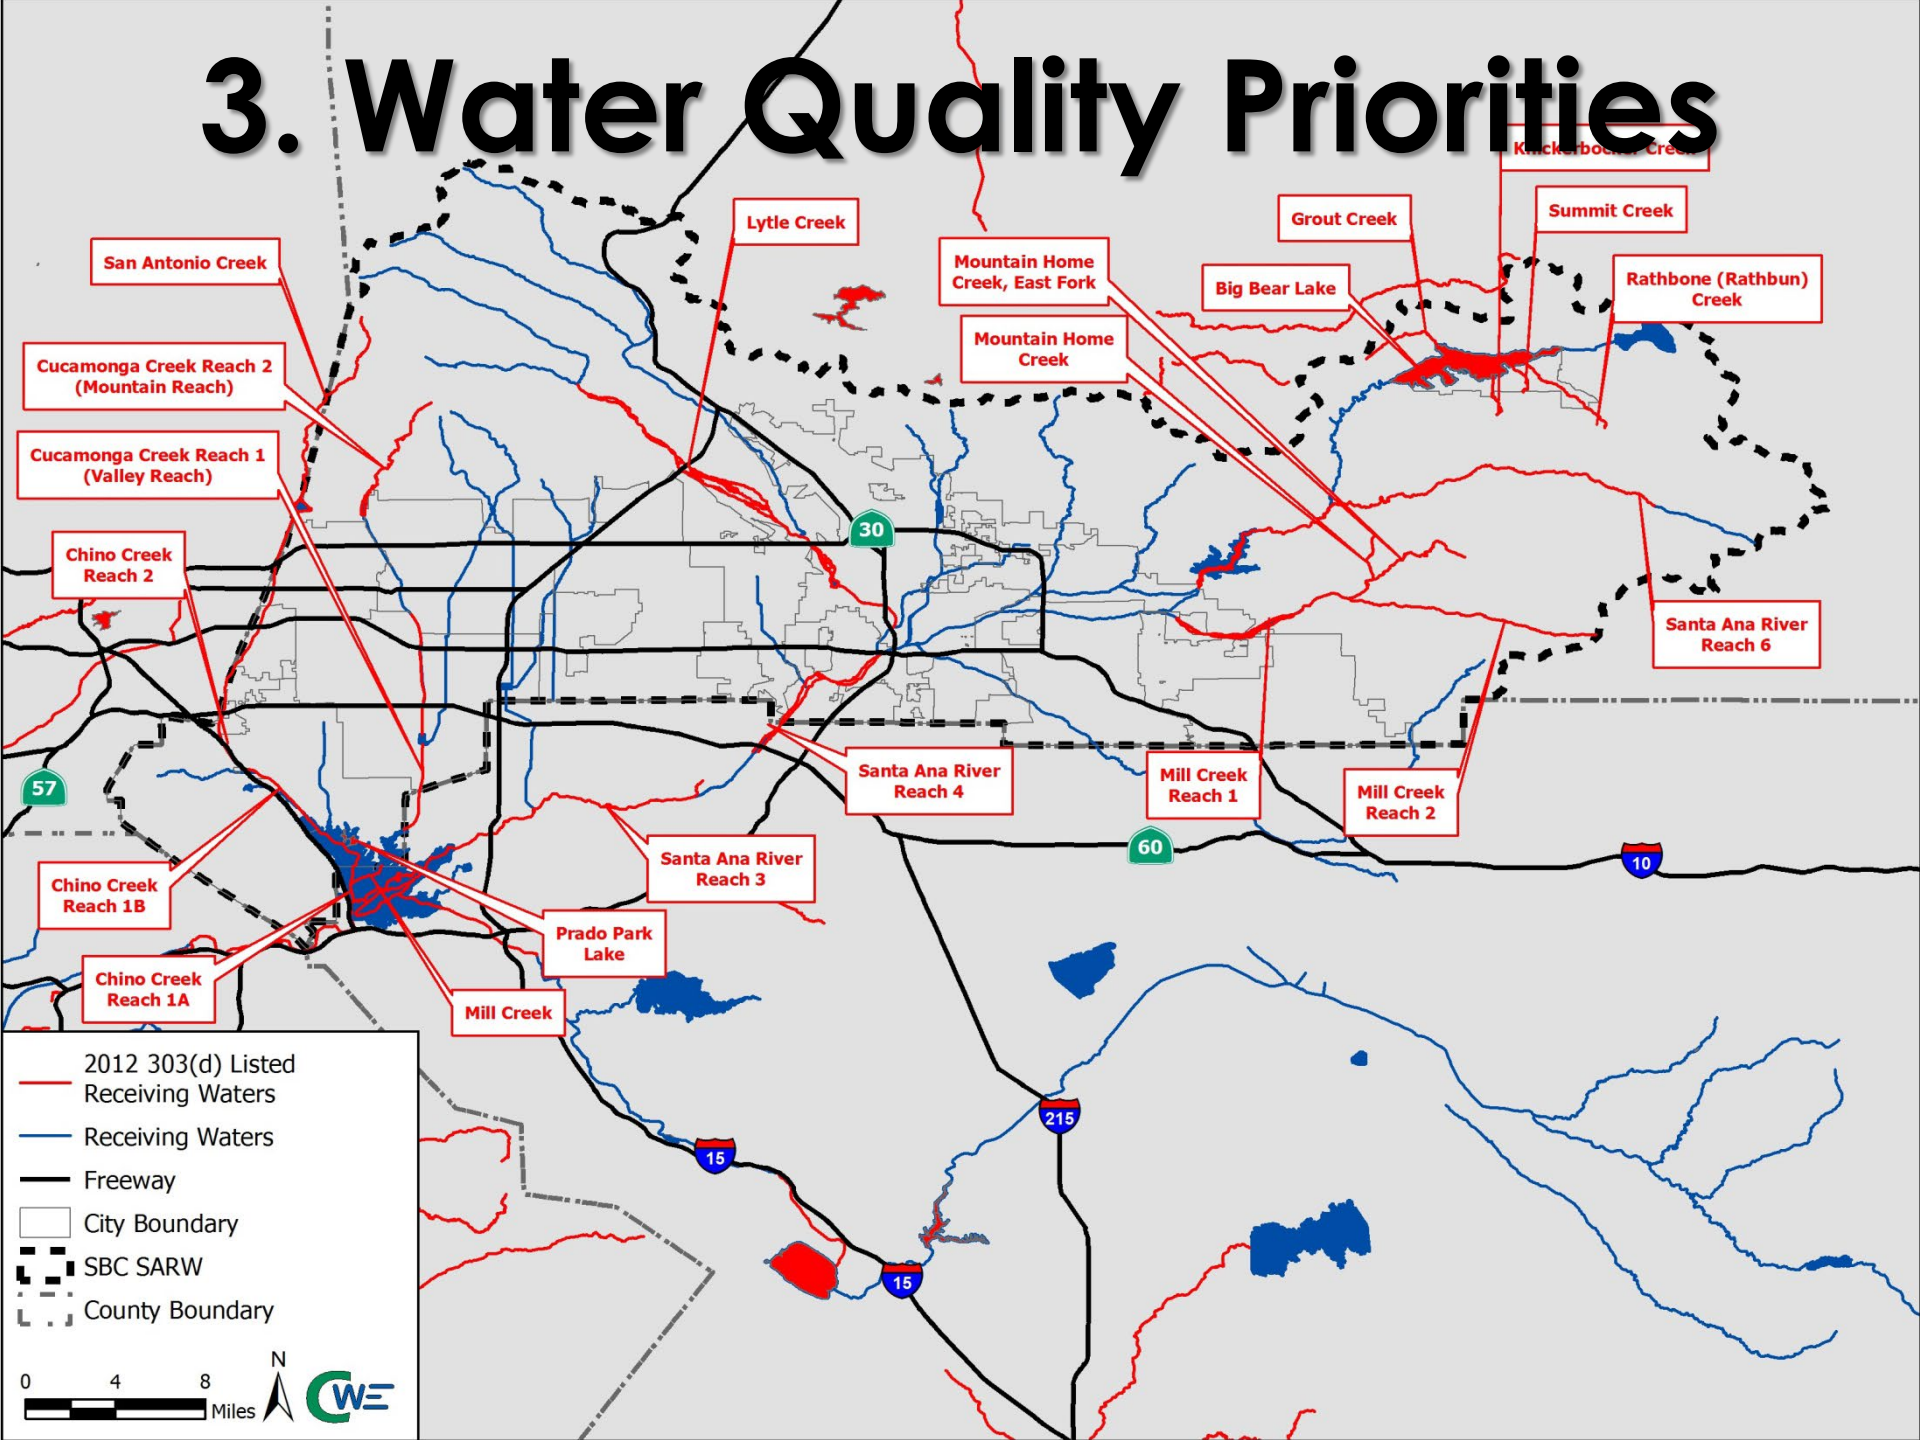 3. Water Quality Priorities
Knickerbocker Creek
Summit Creek
Grout Creek
Lytle Creek
San Antonio Creek
Mountain Home
Creek, East Fork
Big Bear Lake
Rathbone (Rathbun)
Creek
Mountain Home
Creek
Cucamonga Creek Reach 2
(Mountain Reach)
Cucamonga Creek Reach 1
(Valley Reach)
30
Chino Creek
Reach 2
Santa Ana River
Reach 6
57
Santa Ana River
Reach 4
Mill Creek
Reach 1
Mill Creek
Reach 2
60
10
Santa Ana River
Reach 3
Chino Creek
Reach 1B
Prado Park
Lake
Chino Creek
Reach 1A
Mill Creek
215
15
15
2012 303(d) Listed
Receiving Waters
Receiving Waters
Freeway
City Boundary
SBC SARW
County Boundary
0 4 8
Miles
N
CWE